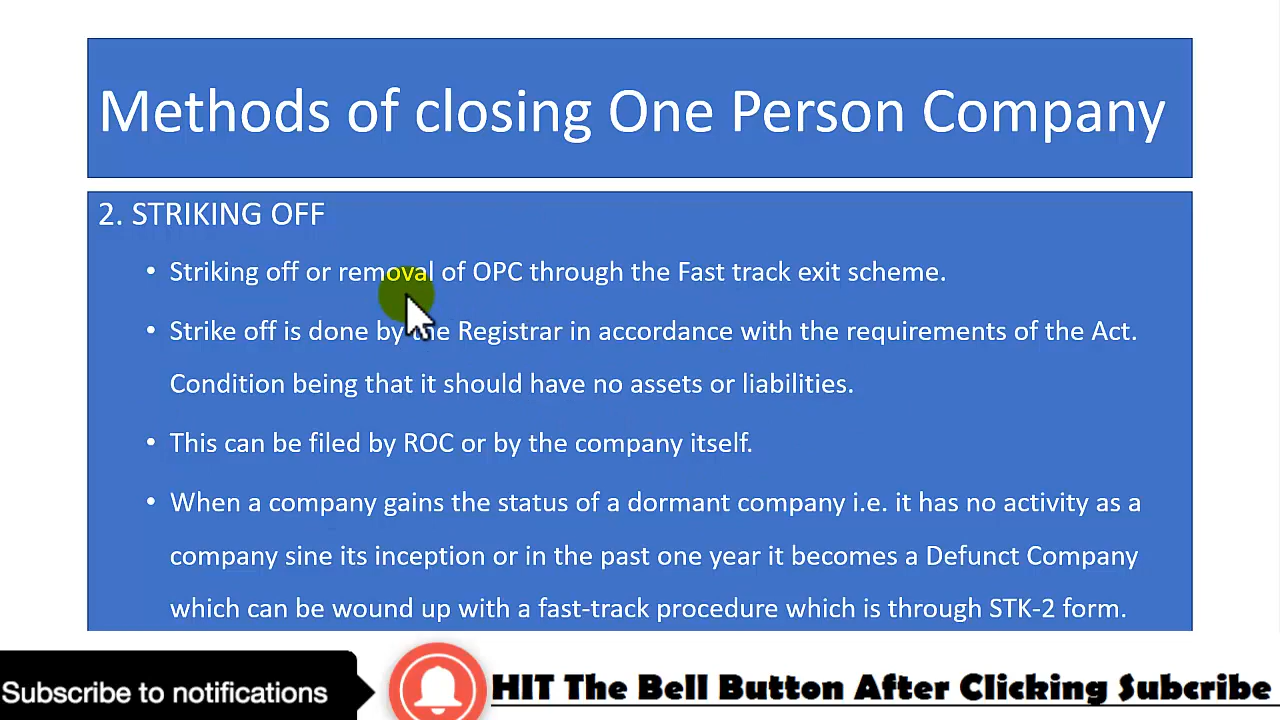 Methods of closing One Person Company
2. STRIKING OFF
• Striking off or removal of OPC through the Fast track exit scheme.
• Strike off is done by the Registrar in accordance with the requirements of the Act.
Condition being that it should have no assets or liabilities.
• This can be filed by ROC or by the company itself.
• When a company gains the status of a dormant company i.e. it has no activity as a
company sine its inception or in the past one year it becomes a Defunct Company
which can be wound up with a fast-track procedure which is through STK-2 form.
Subscribe to notifications
HIT The Bell Button After Clicking Subcribe